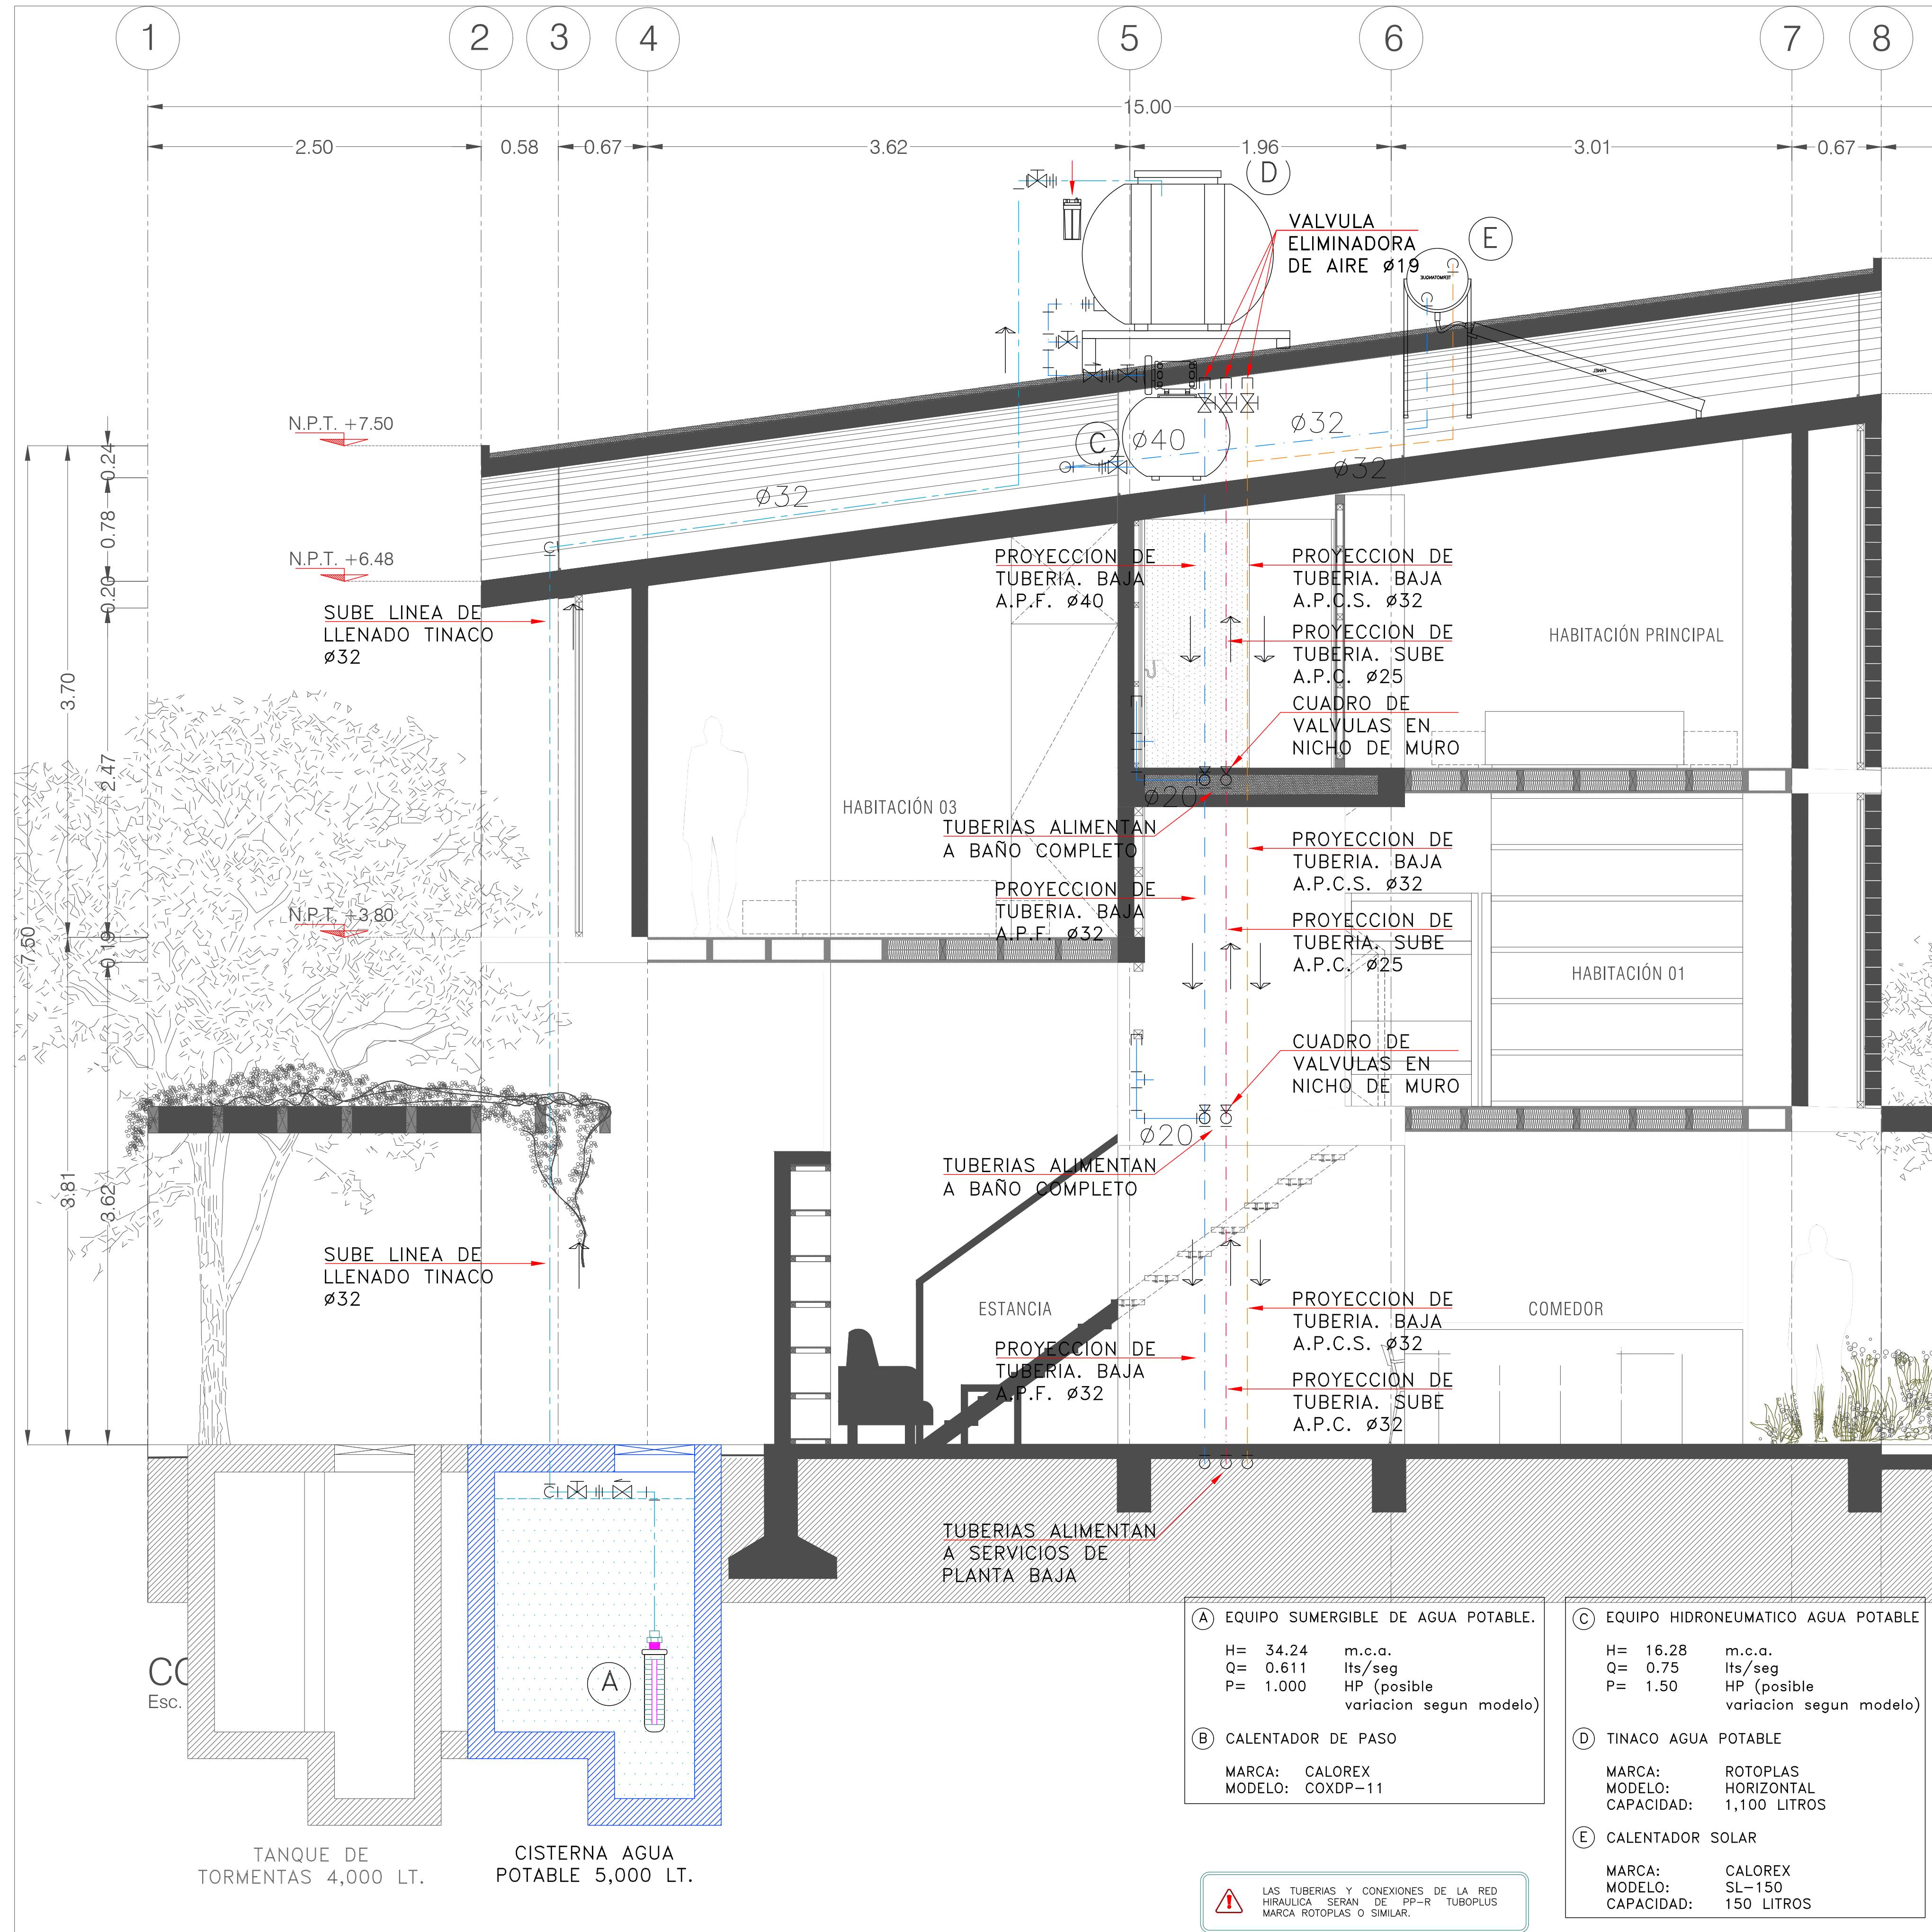 1 2 3 4 5 6 7 8
15.00
2.50 0.58 0.67 3.62 1.96 3.01 0.67
D
E
VALVULA
ELIMINADORA
DE AIRE ø19
TERMOTANQUE
PANEL
N.P.T. +7.50
C
ø40
ø32
ø32
ø32
0.24
0.78
0.20
2.47
0.19
3.62
3.70
3.81
7.50
N.P.T. +6.48
SUBE LINEA DE
LLENADO TINACO
ø32
PROYECCION DE
TUBERIA. BAJA
A.P.F. ø40
PROYECCION DE
TUBERIA. BAJA
A.P.C.S. ø32
PROYECCION DE
TUBERIA. SUBE
A.P.C. ø25
CUADRO DE
VALVULAS EN
NICHO DE MURO
HABITACIÓN PRINCIPAL
HABITACIÓN 03
ø20
TUBERIAS ALIMENTAN
A BAÑO COMPLETO
PROYECCION DE
TUBERIA. BAJA
A.P.C.S. ø32
PROYECCION DE
TUBERIA. BAJA
A.P.F. ø32
PROYECCION DE
TUBERIA. SUBE
A.P.C. ø25
N.P.T. +3.80
HABITACIÓN 01
CUADRO DE
VALVULAS EN
NICHO DE MURO
ø20
TUBERIAS ALIMENTAN
A BAÑO COMPLETO
SUBE LINEA DE
LLENADO TINACO
ø32
ESTANCIA
COMEDOR
PROYECCION DE
TUBERIA. BAJA
A.P.C.S. ø32
PROYECCION DE
TUBERIA. BAJA
A.P.F. ø32
PROYECCION DE
TUBERIA. SUBE
A.P.C. ø32
TUBERIAS ALIMENTAN
A SERVICIOS DE
PLANTA BAJA
Esc.
A
TANQUE DE
TORMENTAS 4,000 LT.
CISTERNA AGUA
POTABLE 5,000 LT.
A EQUIPO SUMERGIBLE DE AGUA POTABLE.
H= 34.24 m.c.a.
Q= 0.611 lts/seg
P= 1.000 HP (posible
variacion segun modelo)
B CALENTADOR DE PASO
MARCA: CALOREX
MODELO: COXDP-11
C EQUIPO HIDRONEUMATICO AGUA POTABLE
H= 16.28 m.c.a.
Q= 0.75 lts/seg
P= 1.50 HP (posible
variacion segun modelo)
D TINACO AGUA POTABLE
MARCA: ROTOPLAS
MODELO: HORIZONTAL
CAPACIDAD: 1,100 LITROS
E CALENTADOR SOLAR
MARCA: CALOREX
MODELO: SL-150
CAPACIDAD: 150 LITROS
LAS TUBERIAS Y CONEXIONES DE LA RED
HIRAULICA SERAN DE PP-R TUBOPLUS
MARCA ROTOPLAS O SIMILAR.